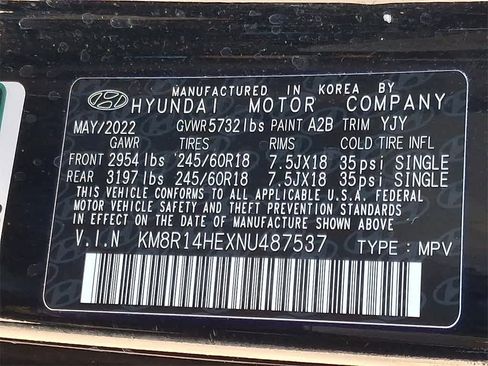 MANUFACTURED IN KOREA BY
HYUNDAI MOTOR COMPANY
MAY/2022 GVWR5732lbs PAINT A2B TRIM YJY
GAWR TIRES RIMS COLD TIRE INFL
FRONT 2954lbs 245/60R18 7.5JX18 35psi SINGLE
REAR 3197lbs 245/60R18 7.5JX18 35psi SINGLE
THIS VEHICLE CONFORMS TO ALL APPLICABLE U.S.A. FEDERAL
MOTOR VEHICLE SAFETY AND THEFT PREVENTION STANDARDS
IN EFFECT ON THE DATE OF MANUFACTURE SHOWN ABOVE
V.I.N KM8R14HEXNU487537 TYPE : MPV